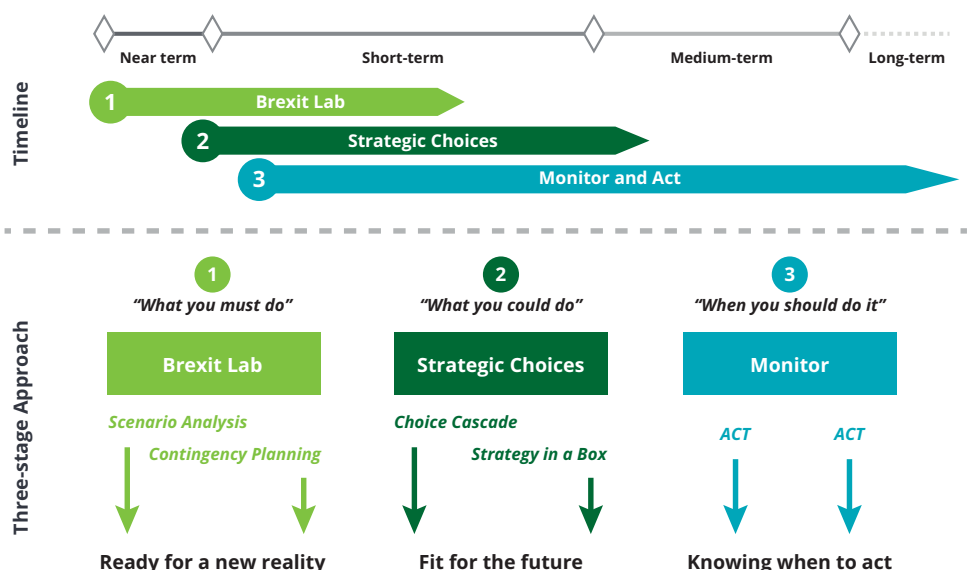 Near term
Short-term
Medium-term
Long-term
Timeline
1
Brexit Lab
2
Strategic Choices
3
Monitor and Act
Three-stage Approach
1
“What you must do”
Brexit Lab
Scenario Analysis
Contingency Planning
Ready for a new reality
2
“What you could do”
Strategic Choices
Choice Cascade
Strategy in a Box
Fit for the future
3
“When you should do it”
Monitor
ACT
ACT
Knowing when to act